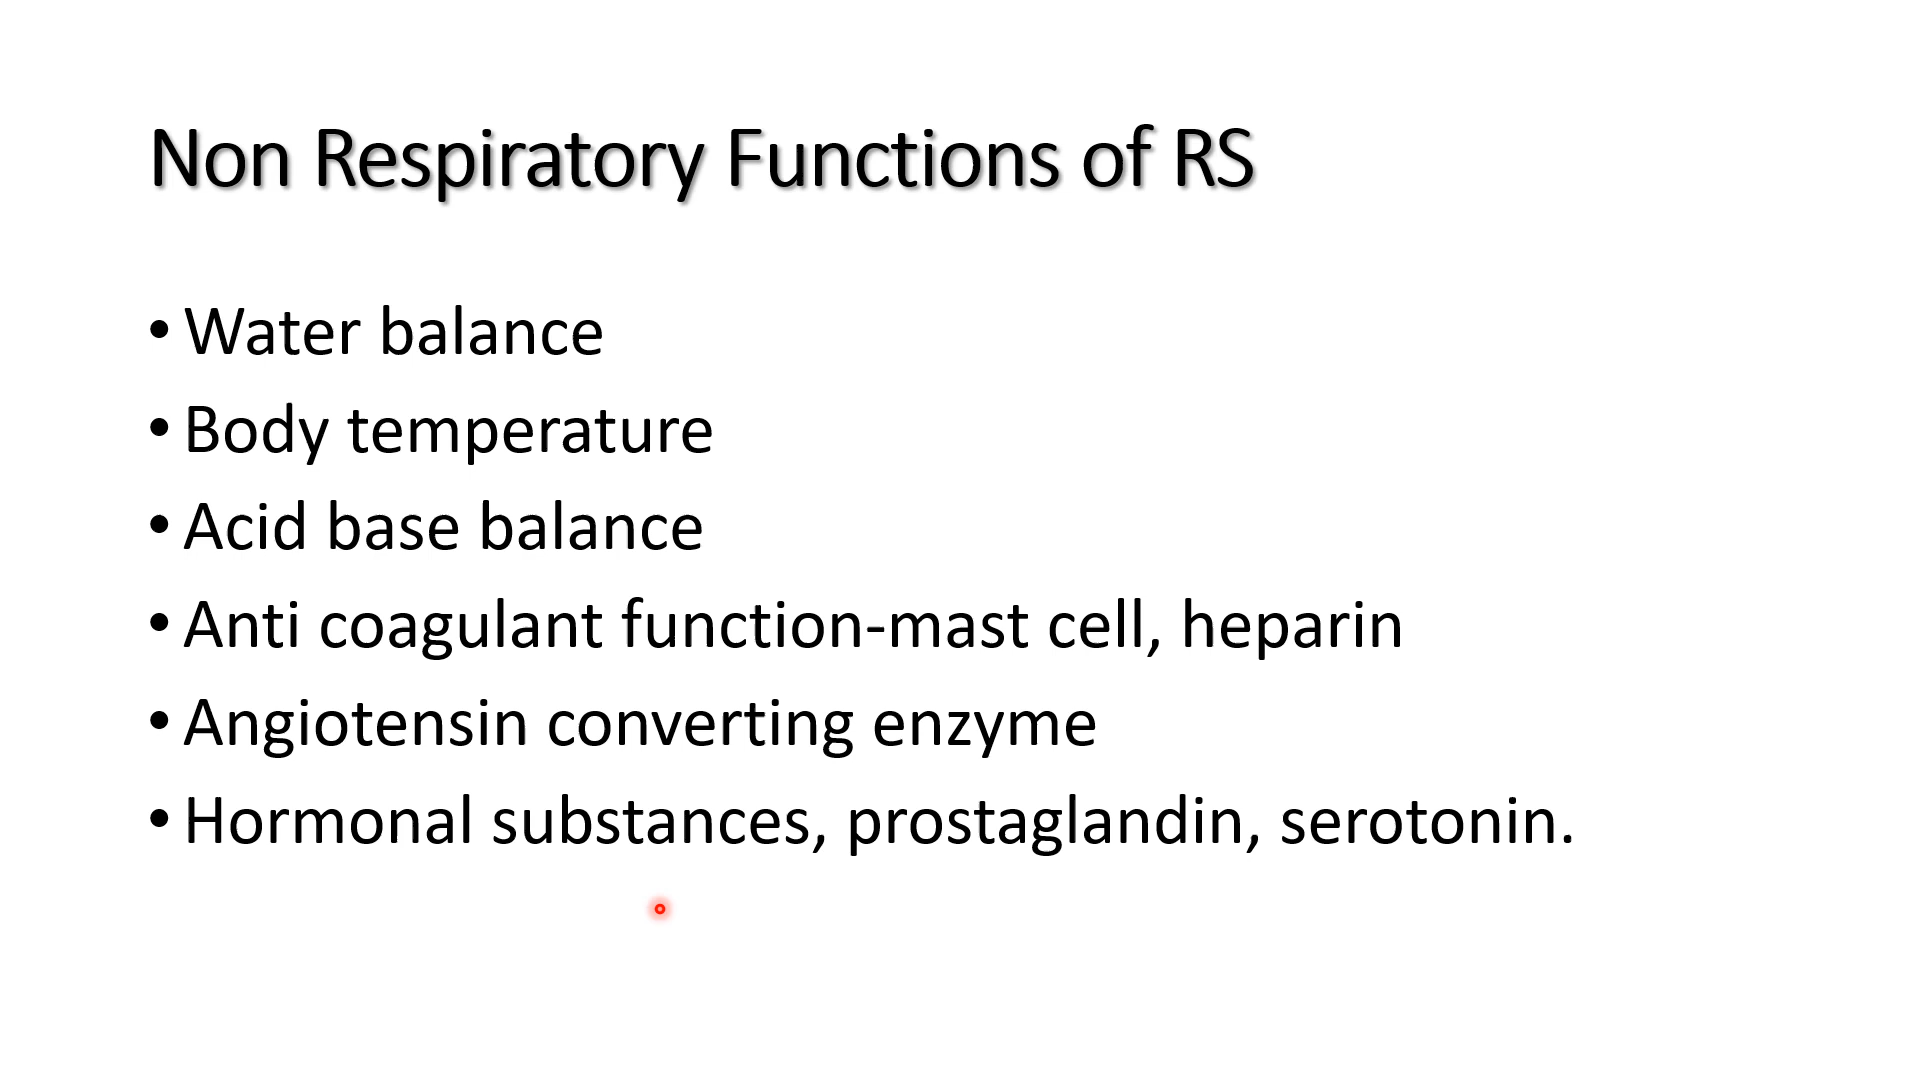 Non Respiratory Functions of RS
• Water balance
• Body temperature
• Acid base balance
• Anti coagulant function-mast cell, heparin
• Angiotensin converting enzyme
• Hormonal substances, prostaglandin, serotonin.